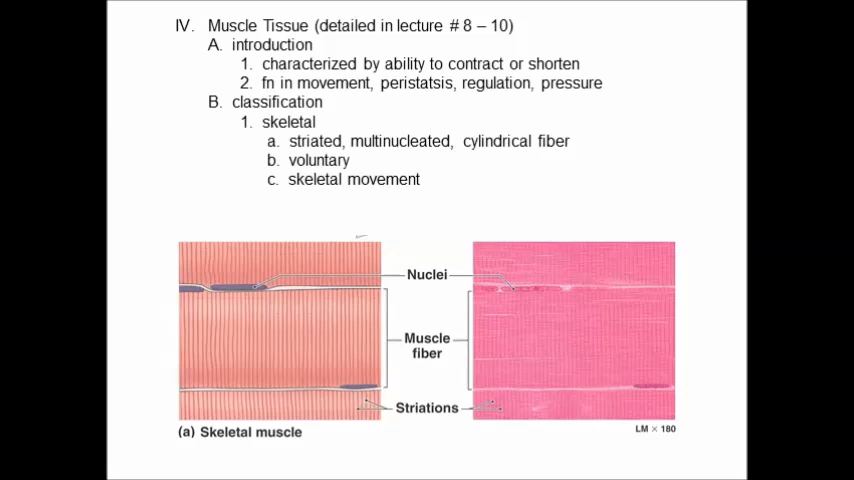 IV. Muscle Tissue (detailed in lecture # 8 – 10)
A. introduction
1. characterized by ability to contract or shorten
2. fn in movement, peristatsis, regulation, pressure
B. classification
1. skeletal
a. striated, multinucleated, cylindrical fiber
b. voluntary
c. skeletal movement
Nuclei
Muscle
fiber
Striations
(a) Skeletal muscle
LM × 180